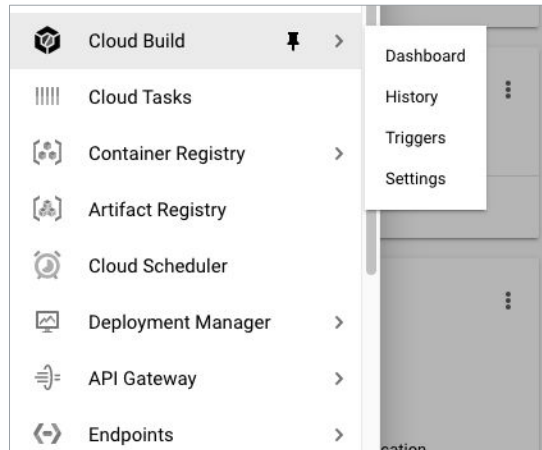 Cloud Build
Dashboard
History
Triggers
Settings
Cloud Tasks
Container Registry
Artifact Registry
Cloud Scheduler
Deployment Manager
API Gateway
Endpoints
cation